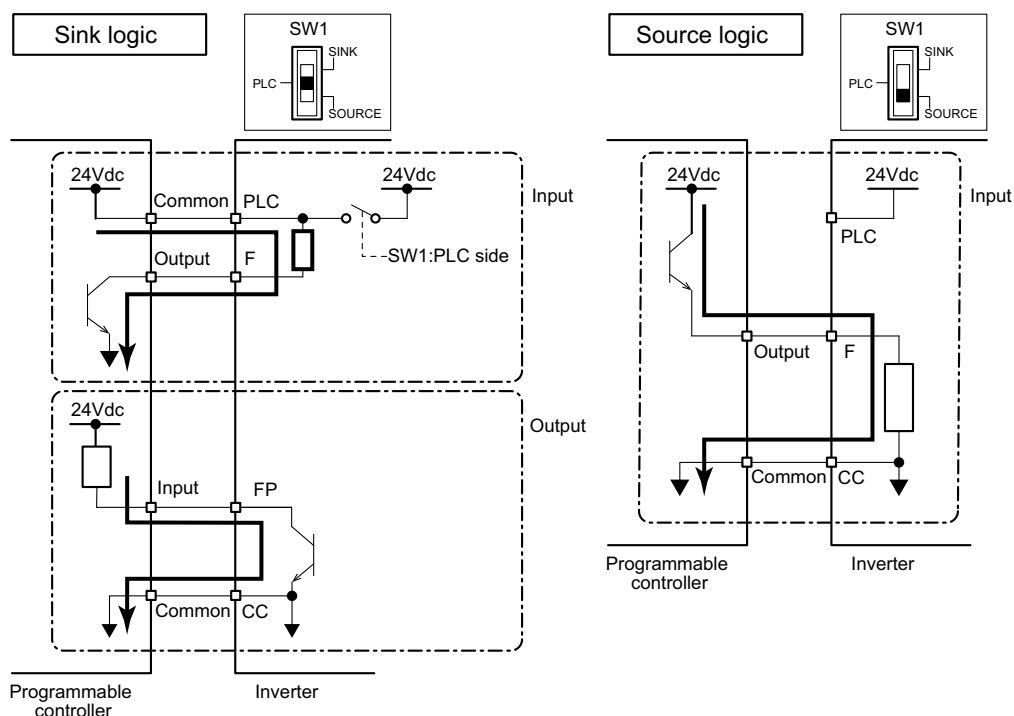 Sink logic
SW1
SINK
PLC
SOURCE
24Vdc
24Vdc
Input
Common
PLC
Output
F
SW1:PLC side
24Vdc
Output
Input
FP
Common
CC
Programmable
controller
Inverter
Source logic
SW1
SINK
PLC
SOURCE
24Vdc
24Vdc
Input
PLC
Output
F
Common
CC
Programmable
controller
Inverter